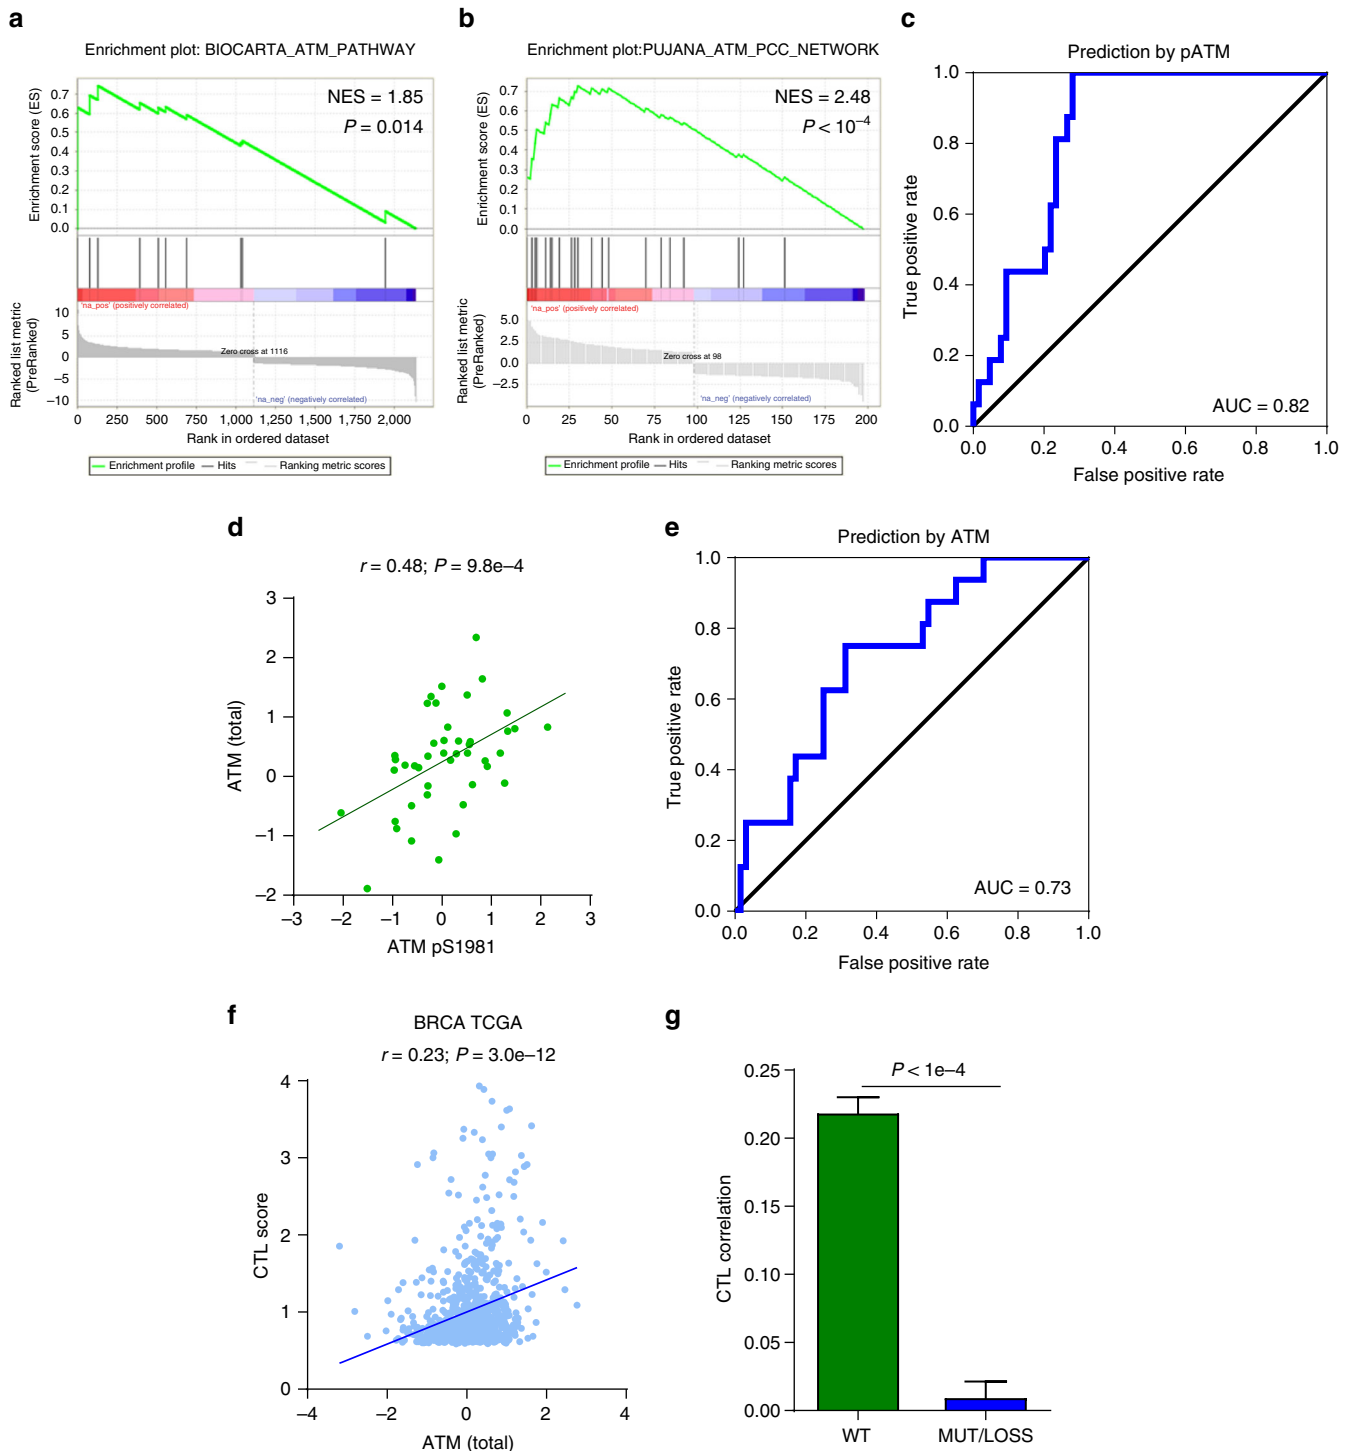 a
Enrichment plot: BIOCARTA_ATM_PATHWAY
NES = 1.85
P = 0.014
Enrichment score (ES)
0.7
0.6
0.5
0.4
0.3
0.2
0.1
0.0
'na_pos' (positively correlated)
Ranked list metric
(PreRanked)
10
5
0
−5
−10
Zero cross at 1116
'na_neg' (negatively correlated)
0 250 500 750 1,000 1,250 1,500 1,750 2,000
Rank in ordered dataset
Enrichment profile Hits Ranking metric scores
b
Enrichment plot:PUJANA_ATM_PCC_NETWORK
NES = 2.48
P < 10−4
Enrichment score (ES)
0.7
0.6
0.5
0.4
0.3
0.2
0.1
0.0
'na_pos' (positively correlated)
Ranked list metric
(PreRanked)
5.0
2.5
0.0
−2.5
Zero cross at 98
'na_neg' (negatively correlated)
0 25 50 75 100 125 150 175 200
Rank in ordered dataset
Enrichment profile Hits Ranking metric scores
c
Prediction by pATM
True positive rate
1.0
0.8
0.6
0.4
0.2
0.0
AUC = 0.82
0.0 0.2 0.4 0.6 0.8 1.0
False positive rate
d
r = 0.48; P = 9.8e−4
ATM (total)
3
2
1
0
−1
−2
−3 −2 −1 0 1 2 3
ATM pS1981
e
Prediction by ATM
True positive rate
1.0
0.8
0.6
0.4
0.2
0.0
AUC = 0.73
0.0 0.2 0.4 0.6 0.8 1.0
False positive rate
f
BRCA TCGA
r = 0.23; P = 3.0e−12
CTL score
4
3
2
1
0
−4 −2 0 2 4
ATM (total)
g
P < 1e−4
CTL correlation
0.25
0.20
0.15
0.10
0.05
0.00
WT MUT/LOSS